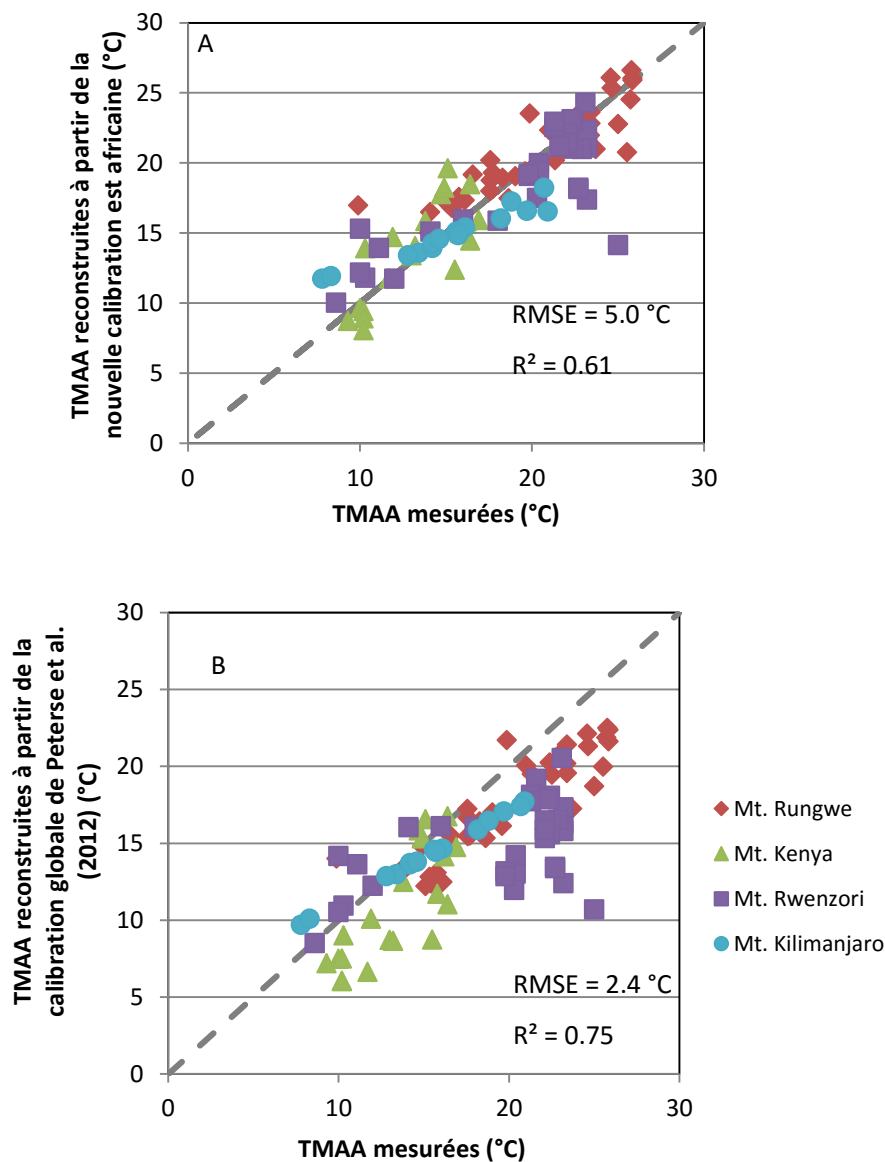 A
TMAA reconstruites à partir de la
nouvelle calibration est africaine (°C)
30
25
20
15
10
5
0
RMSE = 5.0 °C
R² = 0.61
0 10 20 30
TMAA mesurées (°C)
B
TMAA reconstruites à partir de la
calibration globale de Peterse et al.
(2012) (°C)
30
25
20
15
10
5
0
RMSE = 2.4 °C
R² = 0.75
0 10 20 30
TMAA mesurées (°C)
Mt. Rungwe
Mt. Kenya
Mt. Rwenzori
Mt. Kilimanjaro